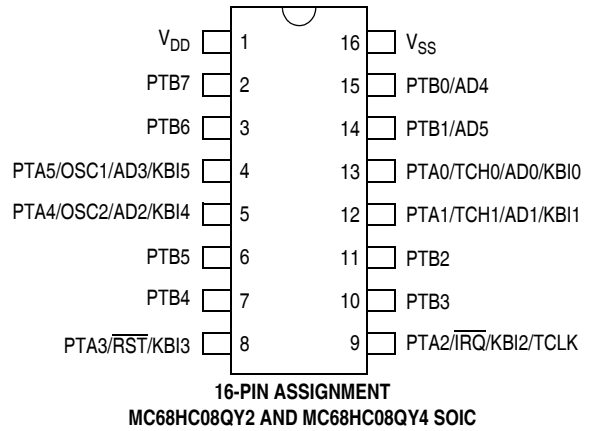 V_DD 1 16 V_SS
PTB7 2 15 PTB0/AD4
PTB6 3 14 PTB1/AD5
PTA5/OSC1/AD3/KBI5 4 13 PTA0/TCH0/AD0/KBI0
PTA4/OSC2/AD2/KBI4 5 12 PTA1/TCH1/AD1/KBI1
PTB5 6 11 PTB2
PTB4 7 10 PTB3
PTA3/R̅S̅T̅/KBI3 8 9 PTA2/I̅R̅Q̅/KBI2/TCLK
16-PIN ASSIGNMENT
MC68HC08QY2 AND MC68HC08QY4 SOIC